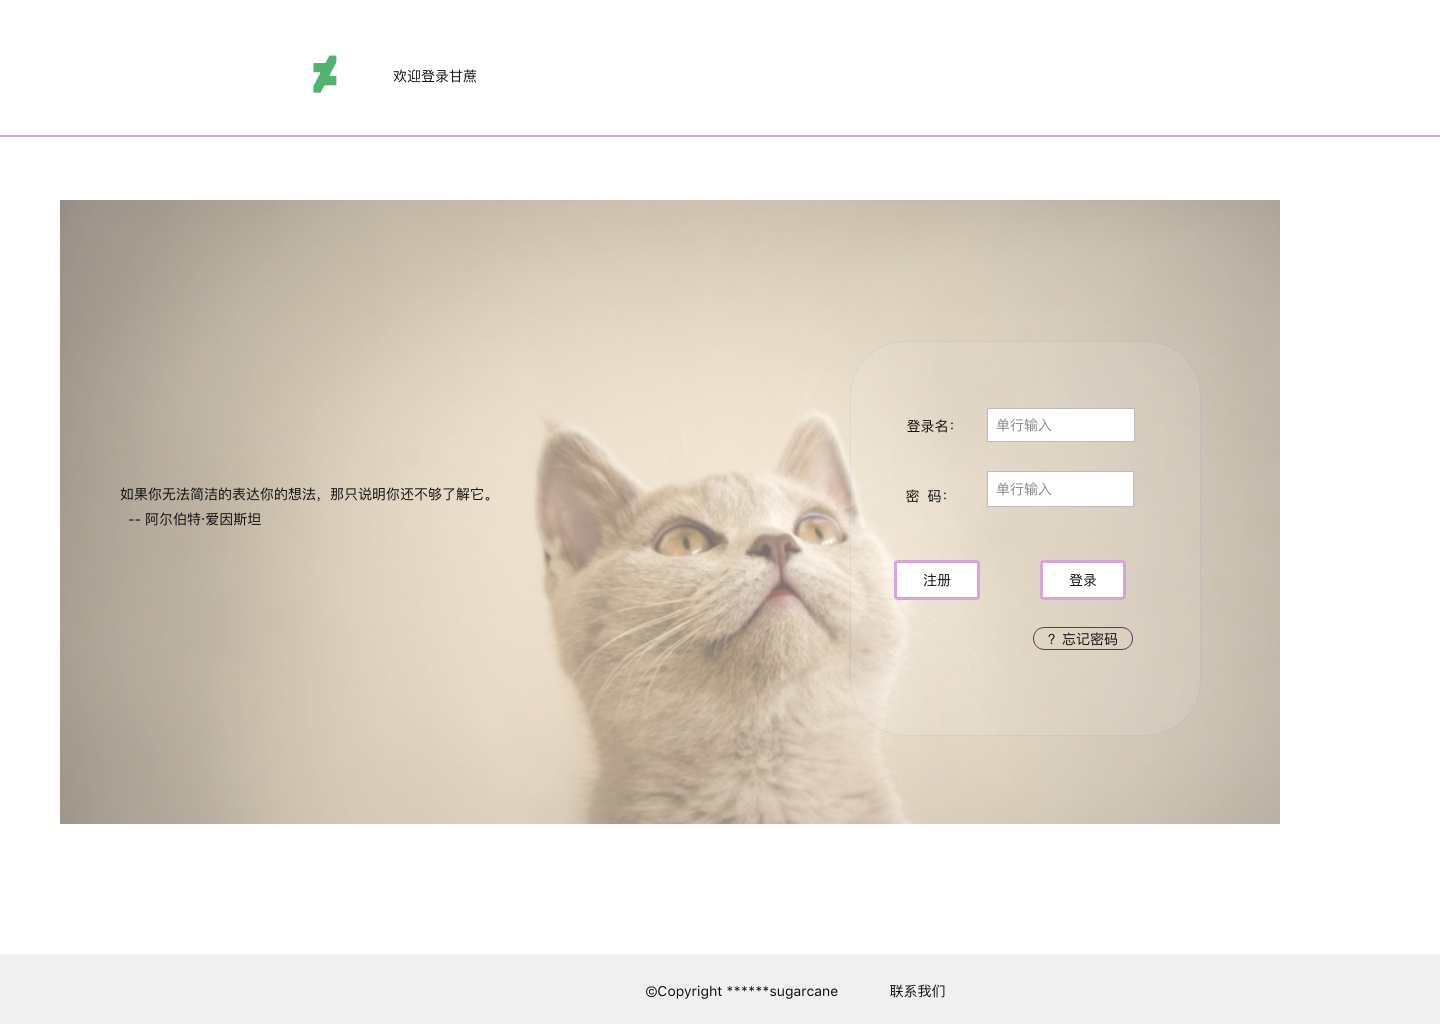 欢迎登录甘蔗
如果你无法简洁的表达你的想法，那只说明你还不够了解它。
-- 阿尔伯特·爱因斯坦
登录名： 单行输入
密 码： 单行输入
注册 登录
? 忘记密码
©Copyright ******sugarcane 联系我们